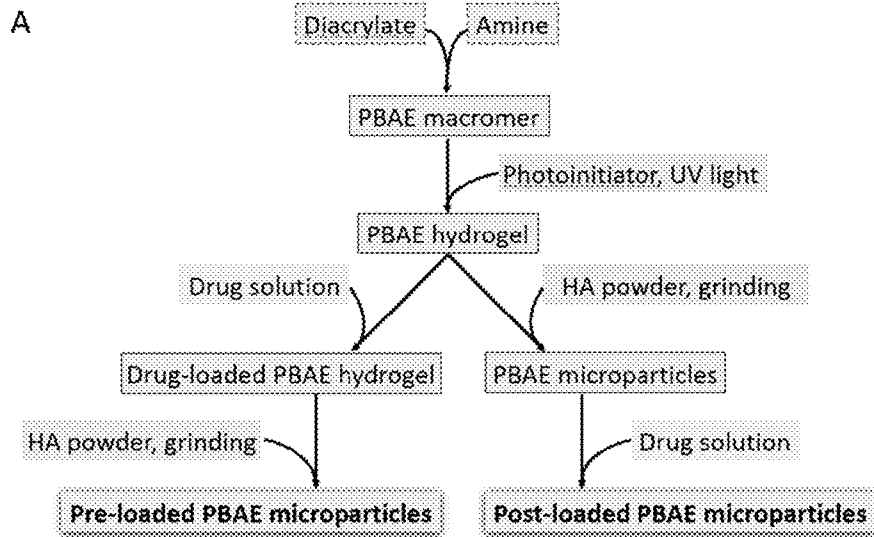 A
Diacrylate
Amine
PBAE macromer
Photoinitiator, UV light
PBAE hydrogel
Drug solution
HA powder, grinding
Drug-loaded PBAE hydrogel
PBAE microparticles
HA powder, grinding
Drug solution
Pre-loaded PBAE microparticles
Post-loaded PBAE microparticles